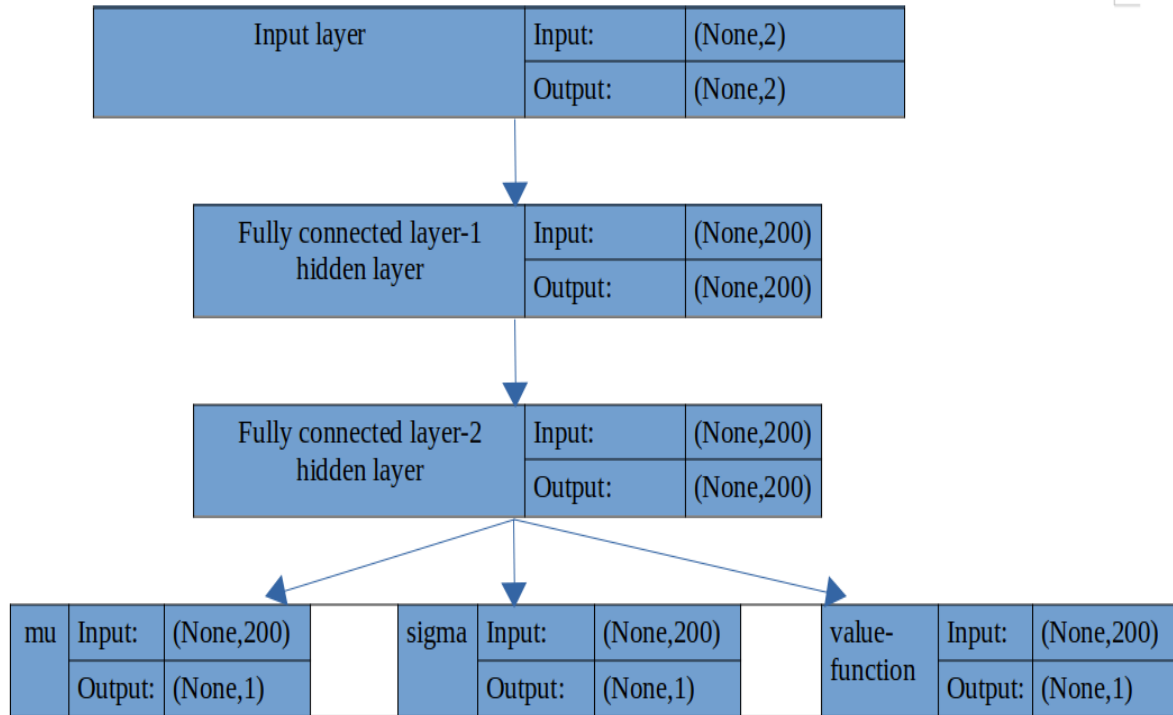 Input layer
Input: (None,2)
Output: (None,2)
Fully connected layer-1
hidden layer
Input: (None,200)
Output: (None,200)
Fully connected layer-2
hidden layer
Input: (None,200)
Output: (None,200)
mu
Input: (None,200)
Output: (None,1)
sigma
Input: (None,200)
Output: (None,1)
value-
function
Input: (None,200)
Output: (None,1)